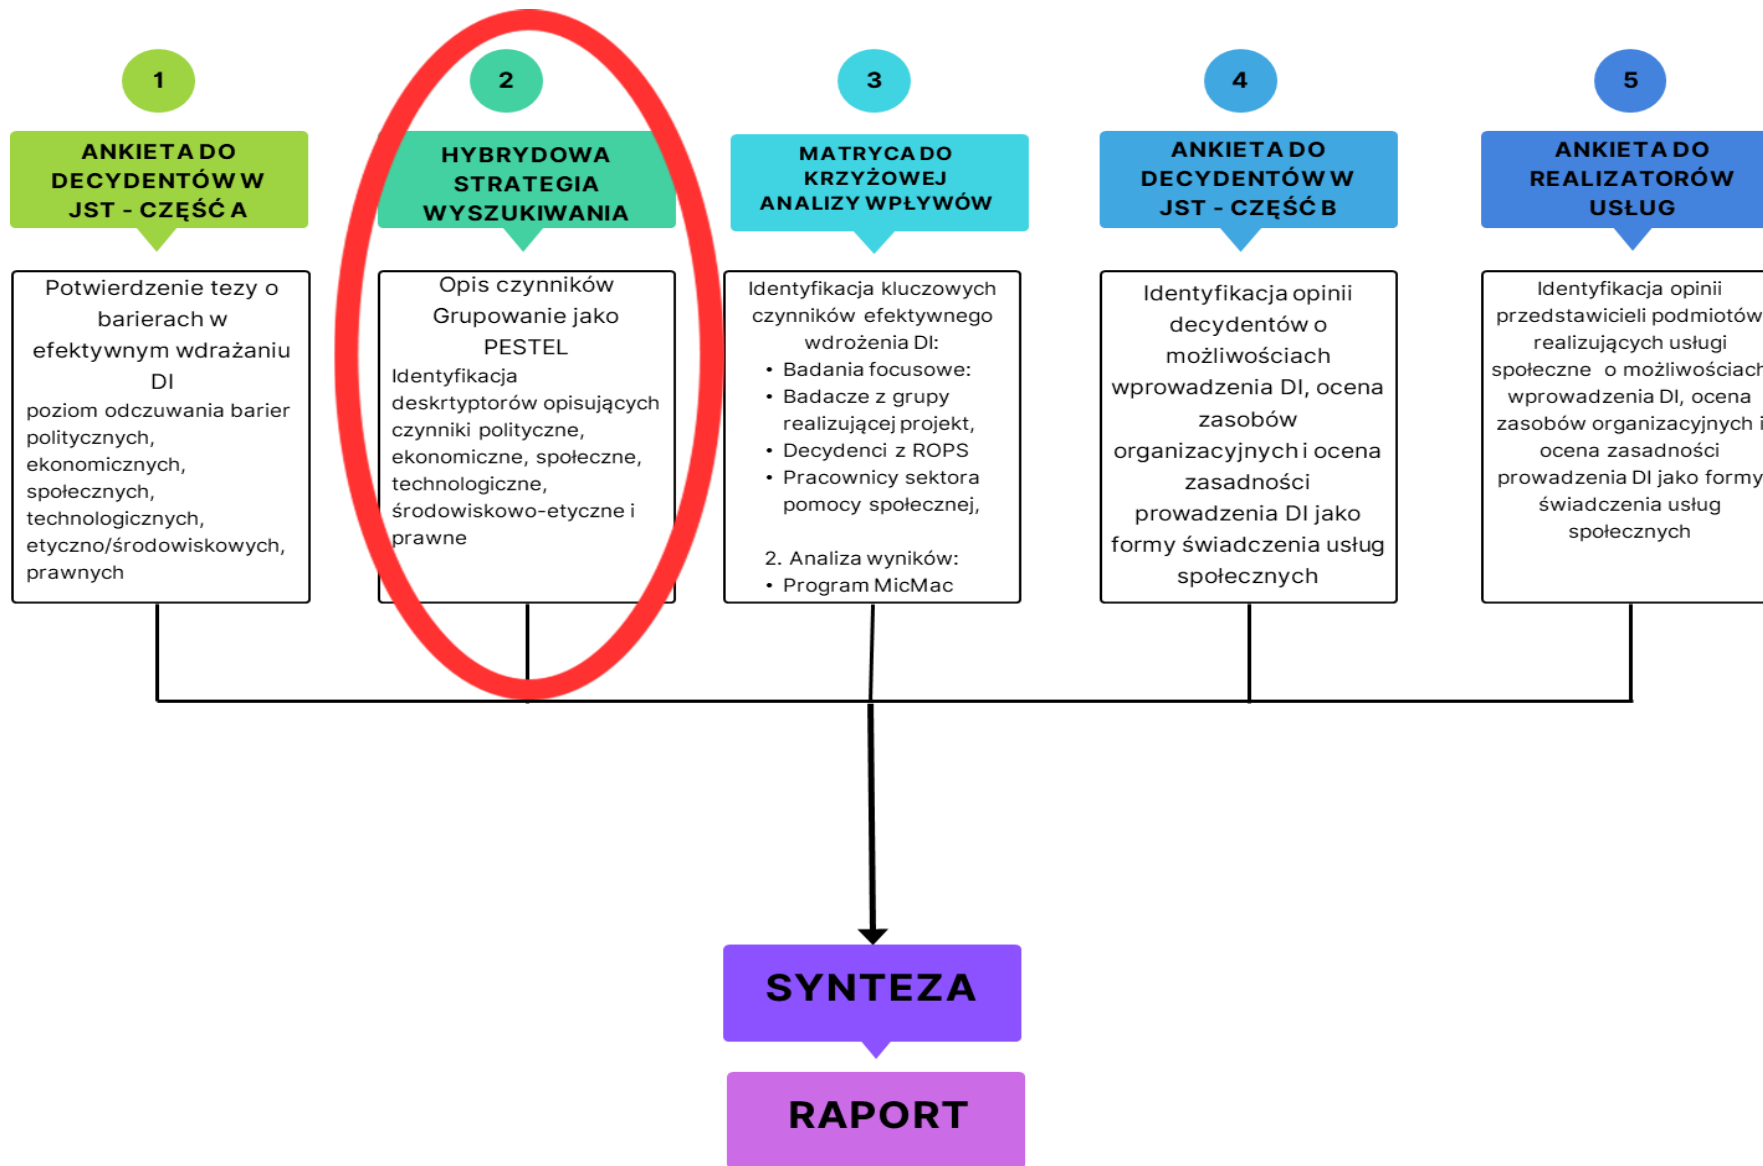 1
ANKIETA DO
DECYDENTÓW W
JST - CZĘŚĆ A
Potwierdzenie tezy o
barierach w
efektywnym wdrażaniu
DI
poziom odczuwania barier
politycznych,
ekonomicznych,
społecznych,
technologicznych,
etyczno/środowiskowych,
prawnych
2
HYBRYDOWA
STRATEGIA
WYSZUKIWANIA
Opis czynników
Grupowanie jako
PESTEL
Identyfikacja
deskrtyptorów opisujących
czynniki polityczne,
ekonomiczne, społeczne,
technologiczne,
środowiskowo-etyczne i
prawne
3
MATRYCA DO
KRZYŻOWEJ
ANALIZY WPŁYWÓW
Identyfikacja kluczowych
czynników efektywnego
wdrożenia DI:
• Badania focusowe:
• Badacze z grupy
realizującej projekt,
• Decydenci z ROPS
• Pracownicy sektora
pomocy społecznej,
2. Analiza wyników:
• Program MicMac
4
ANKIETA DO
DECYDENTÓW W
JST - CZĘŚĆ B
Identyfikacja opinii
decydentów o
możliwościach
wprowadzenia DI, ocena
zasobów
organizacyjnych i ocena
zasadności
prowadzenia DI jako
formy świadczenia usług
społecznych
5
ANKIETA DO
REALIZATORÓW
USŁUG
Identyfikacja opinii
przedstawicieli podmiotów
realizujących usługi
społeczne o możliwościach
wprowadzenia DI, ocena
zasobów organizacyjnych i
ocena zasadności
prowadzenia DI jako formy
świadczenia usług
społecznych
SYNTEZA
RAPORT